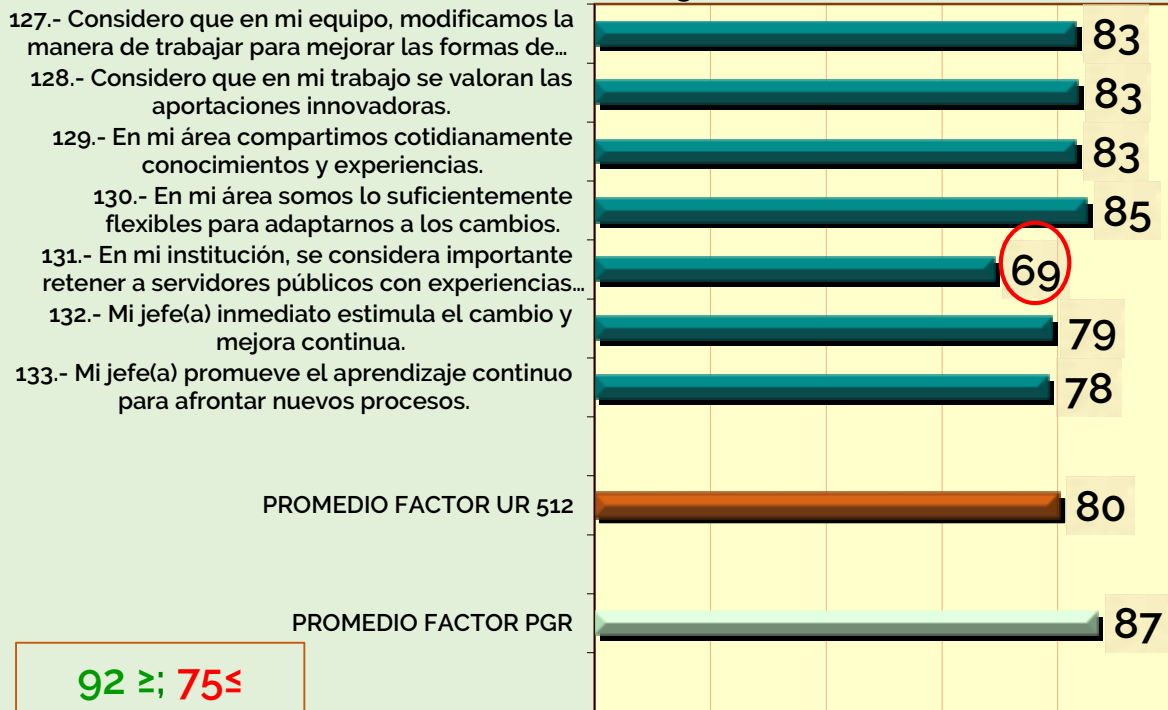 127.- Considero que en mi equipo, modificamos la
manera de trabajar para mejorar las formas de…
83
128.- Considero que en mi trabajo se valoran las
aportaciones innovadoras.
83
129.- En mi área compartimos cotidianamente
conocimientos y experiencias.
83
130.- En mi área somos lo suficientemente
flexibles para adaptarnos a los cambios.
85
131.- En mi institución, se considera importante
retener a servidores públicos con experiencias…
69
132.- Mi jefe(a) inmediato estimula el cambio y
mejora continua.
79
133.- Mi jefe(a) promueve el aprendizaje continuo
para afrontar nuevos procesos.
78
PROMEDIO FACTOR UR 512
80
PROMEDIO FACTOR PGR
87
92 ≥; 75≤